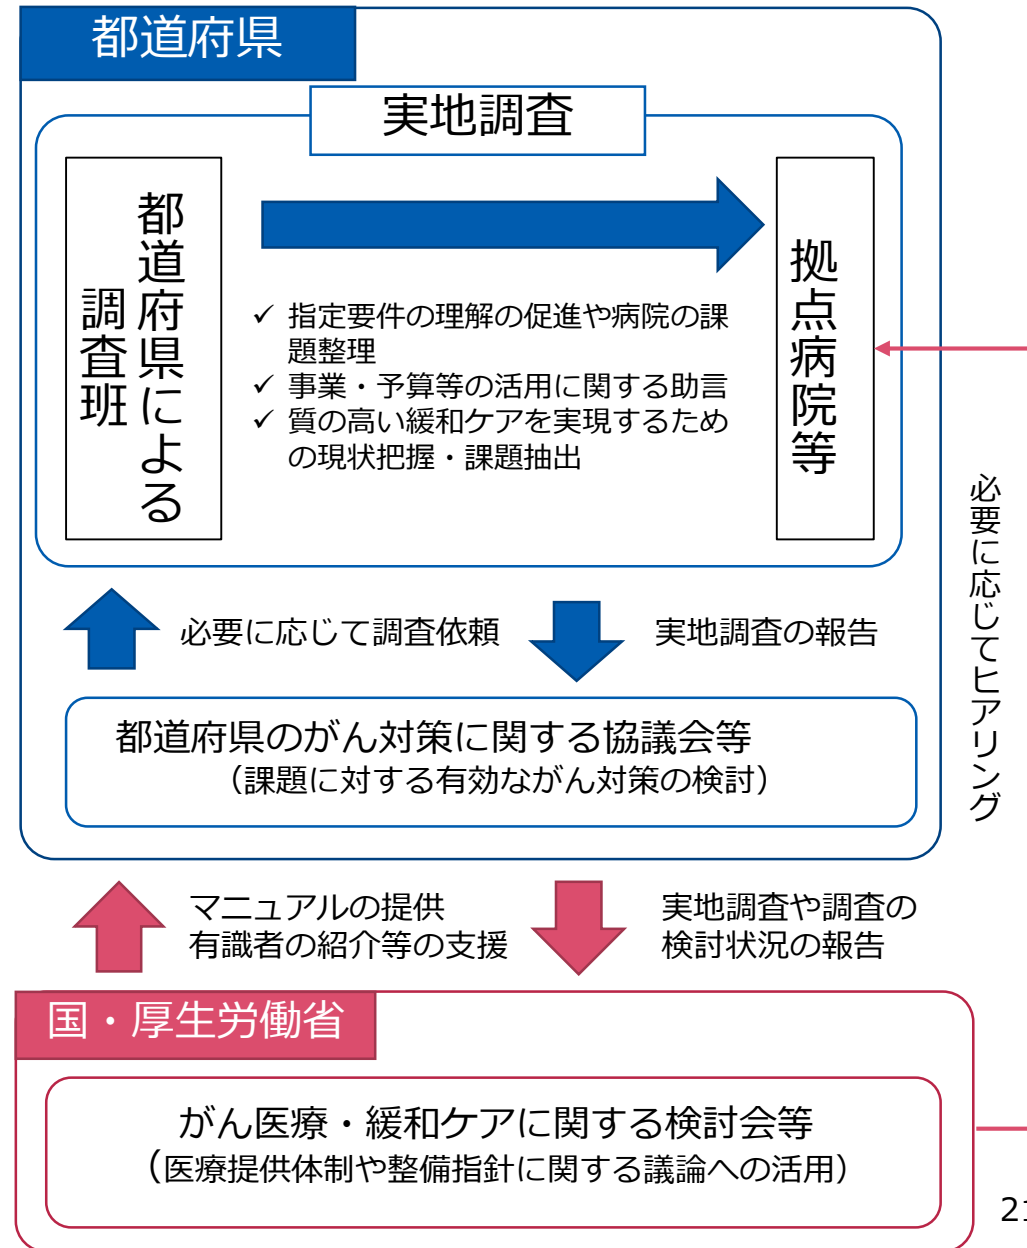 都道府県
実地調査
都道府県による
調査班
✓ 指定要件の理解の促進や病院の課
題整理
✓ 事業・予算等の活用に関する助言
✓ 質の高い緩和ケアを実現するため
の現状把握・課題抽出
拠点病院等
必要に応じてヒアリング
必要に応じて調査依頼
実地調査の報告
都道府県のがん対策に関する協議会等
（課題に対する有効ながん対策の検討）
マニュアルの提供
有識者の紹介等の支援
実地調査や調査の
検討状況の報告
国・厚生労働省
がん医療・緩和ケアに関する検討会等
（医療提供体制や整備指針に関する議論への活用）